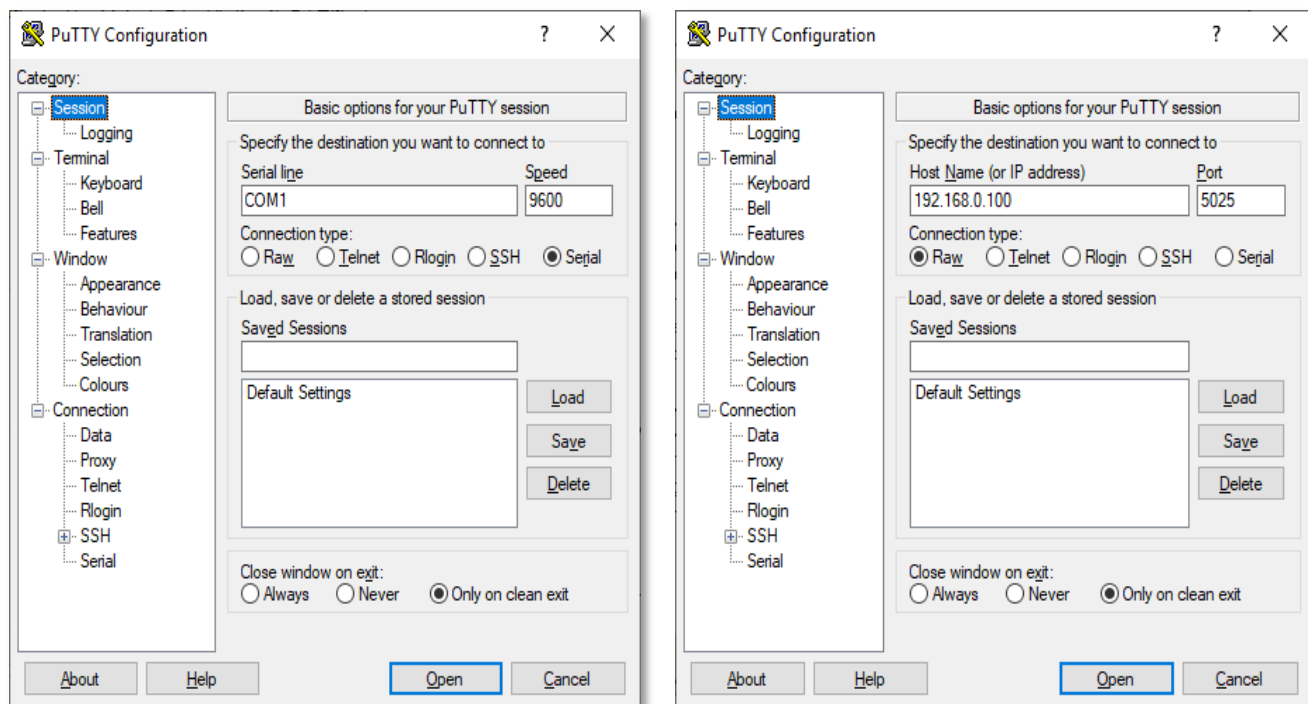 PuTTY Configuration
?
Category:
Session
Logging
Terminal
Keyboard
Bell
Features
Window
Appearance
Behaviour
Translation
Selection
Colours
Connection
Data
Proxy
Telnet
Rlogin
SSH
Serial
Basic options for your PuTTY session
Specify the destination you want to connect to
Serial line Speed
COM1 9600
Connection type:
Raw Telnet Rlogin SSH Serial
Load, save or delete a stored session
Saved Sessions
Default Settings
Load
Save
Delete
Close window on exit:
Always Never Only on clean exit
About Help Open Cancel
PuTTY Configuration
?
Category:
Session
Logging
Terminal
Keyboard
Bell
Features
Window
Appearance
Behaviour
Translation
Selection
Colours
Connection
Data
Proxy
Telnet
Rlogin
SSH
Serial
Basic options for your PuTTY session
Specify the destination you want to connect to
Host Name (or IP address) Port
192.168.0.100 5025
Connection type:
Raw Telnet Rlogin SSH Serial
Load, save or delete a stored session
Saved Sessions
Default Settings
Load
Save
Delete
Close window on exit:
Always Never Only on clean exit
About Help Open Cancel